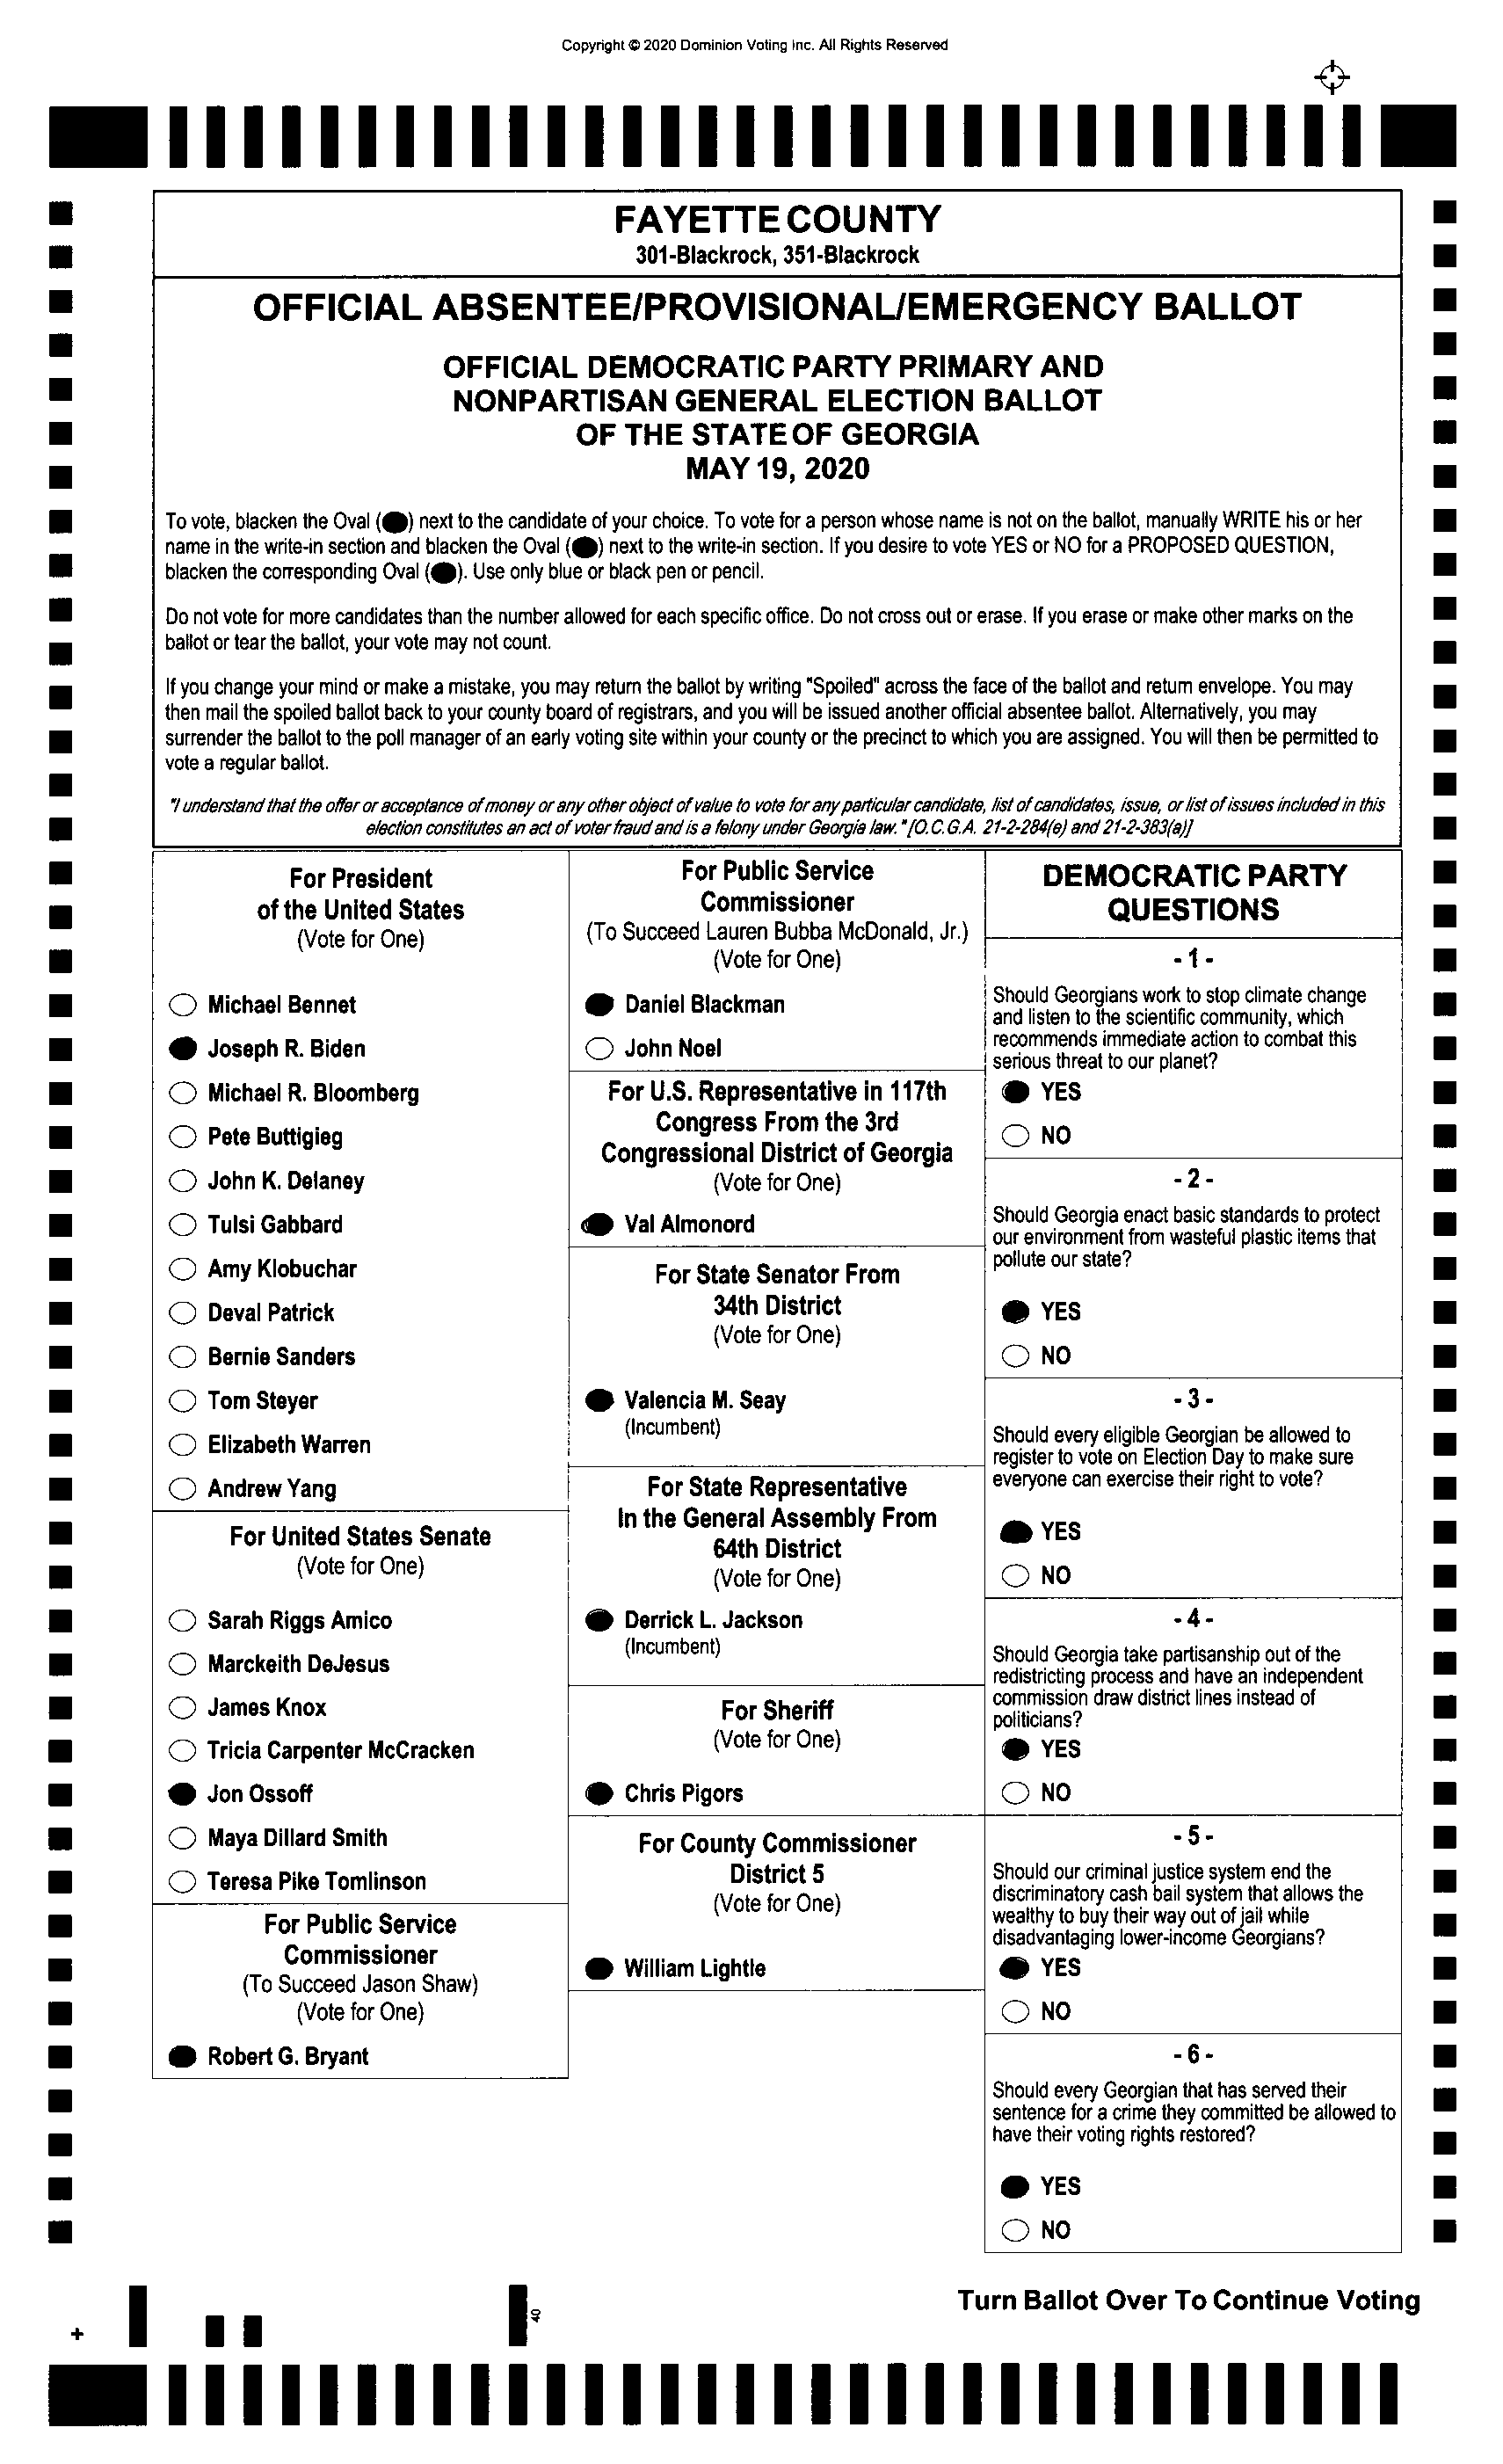 Copyright © 2020 Dominion Voting Inc. All Rights Reserved
FAYETTE COUNTY
301-Blackrock, 351-Blackrock
OFFICIAL ABSENTEE/PROVISIONAL/EMERGENCY BALLOT
OFFICIAL DEMOCRATIC PARTY PRIMARY AND
NONPARTISAN GENERAL ELECTION BALLOT
OF THE STATE OF GEORGIA
MAY 19, 2020
To vote, blacken the Oval (●) next to the candidate of your choice. To vote for a person whose name is not on the ballot, manually WRITE his or her
name in the write-in section and blacken the Oval (●) next to the write-in section. If you desire to vote YES or NO for a PROPOSED QUESTION,
blacken the corresponding Oval (●). Use only blue or black pen or pencil.
Do not vote for more candidates than the number allowed for each specific office. Do not cross out or erase. If you erase or make other marks on the
ballot or tear the ballot, your vote may not count.
If you change your mind or make a mistake, you may return the ballot by writing "Spoiled" across the face of the ballot and return envelope. You may
then mail the spoiled ballot back to your county board of registrars, and you will be issued another official absentee ballot. Alternatively, you may
surrender the ballot to the poll manager of an early voting site within your county or the precinct to which you are assigned. You will then be permitted to
vote a regular ballot.
"I understand that the offer or acceptance of money or any other object of value to vote for any particular candidate, list of candidates, issue, or list of issues included in this
election constitutes an act of voter fraud and is a felony under Georgia law." [O.C.G.A. 21-2-284(e) and 21-2-383(a)]
For President
of the United States
(Vote for One)
Michael Bennet
Joseph R. Biden
Michael R. Bloomberg
Pete Buttigieg
John K. Delaney
Tulsi Gabbard
Amy Klobuchar
Deval Patrick
Bernie Sanders
Tom Steyer
Elizabeth Warren
Andrew Yang
For United States Senate
(Vote for One)
Sarah Riggs Amico
Marckeith DeJesus
James Knox
Tricia Carpenter McCracken
Jon Ossoff
Maya Dillard Smith
Teresa Pike Tomlinson
For Public Service
Commissioner
(To Succeed Jason Shaw)
(Vote for One)
Robert G. Bryant
For Public Service
Commissioner
(To Succeed Lauren Bubba McDonald, Jr.)
(Vote for One)
Daniel Blackman
John Noel
For U.S. Representative in 117th
Congress From the 3rd
Congressional District of Georgia
(Vote for One)
Val Almonord
For State Senator From
34th District
(Vote for One)
Valencia M. Seay
(Incumbent)
For State Representative
In the General Assembly From
64th District
(Vote for One)
Derrick L. Jackson
(Incumbent)
For Sheriff
(Vote for One)
Chris Pigors
For County Commissioner
District 5
(Vote for One)
William Lightle
DEMOCRATIC PARTY
QUESTIONS
- 1 -
Should Georgians work to stop climate change
and listen to the scientific community, which
recommends immediate action to combat this
serious threat to our planet?
YES
NO
- 2 -
Should Georgia enact basic standards to protect
our environment from wasteful plastic items that
pollute our state?
YES
NO
- 3 -
Should every eligible Georgian be allowed to
register to vote on Election Day to make sure
everyone can exercise their right to vote?
YES
NO
- 4 -
Should Georgia take partisanship out of the
redistricting process and have an independent
commission draw district lines instead of
politicians?
YES
NO
- 5 -
Should our criminal justice system end the
discriminatory cash bail system that allows the
wealthy to buy their way out of jail while
disadvantaging lower-income Georgians?
YES
NO
- 6 -
Should every Georgian that has served their
sentence for a crime they committed be allowed to
have their voting rights restored?
YES
NO
Turn Ballot Over To Continue Voting
40
+